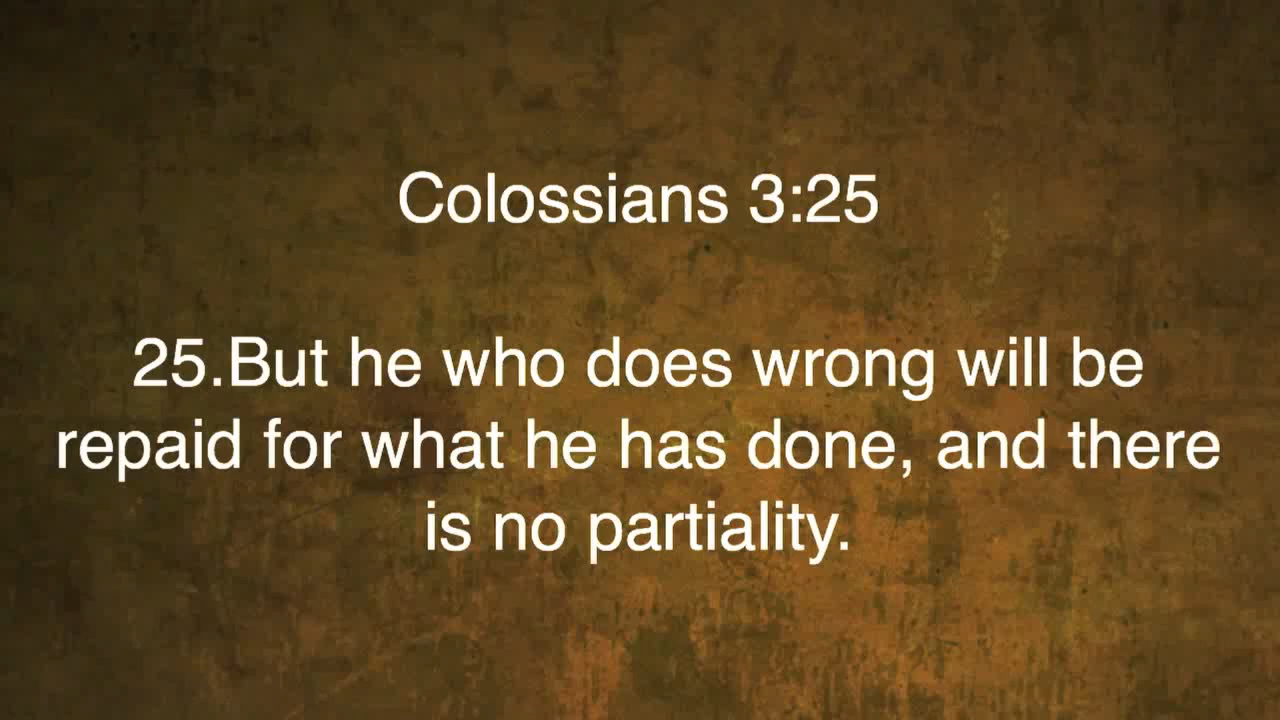 Colossians 3:25
25.But he who does wrong will be
repaid for what he has done, and there
is no partiality.